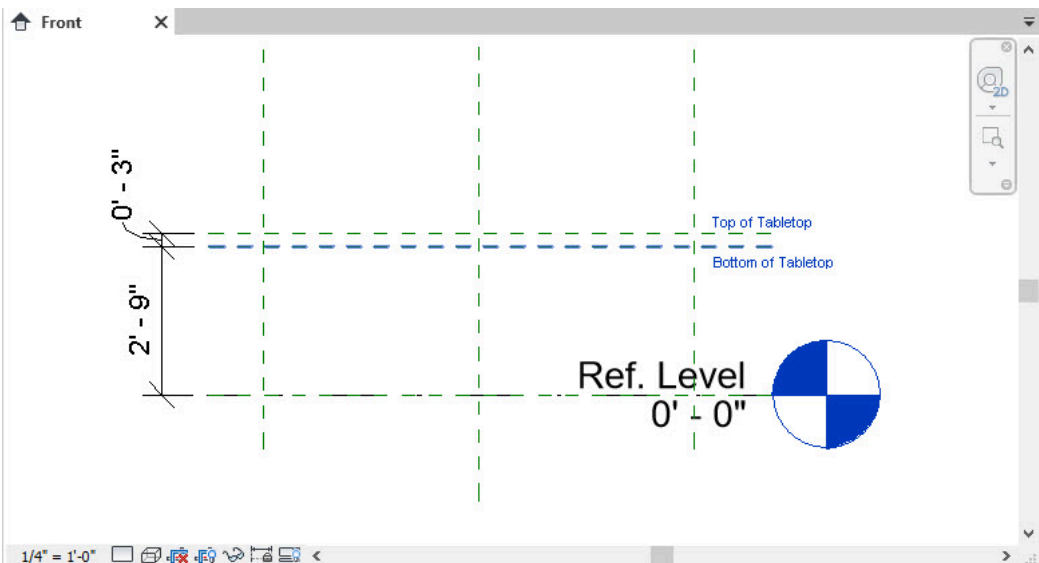 Front
2D
0' - 3"
Top of Tabletop
Bottom of Tabletop
2' - 9"
Ref. Level
0' - 0"
1/4" = 1'-0"